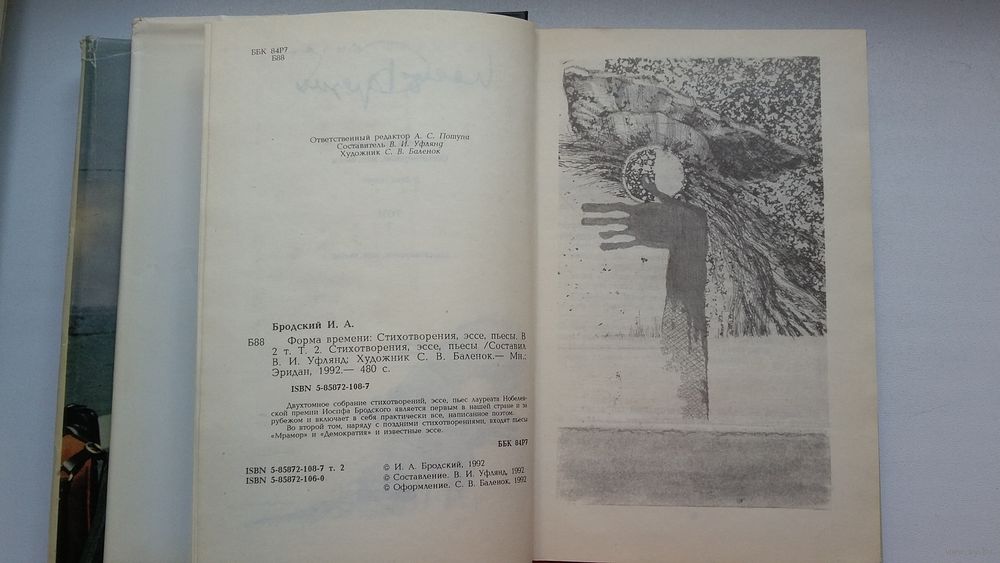 ББК 84Р7
Б88
Ответственный редактор А. С. Потупа
Составитель В. И. Уфлянд
Художник С. В. Баленок
Бродский И. А.
Б88 Форма времени: Стихотворения, эссе, пьесы. В
2 т. Т. 2. Стихотворения, эссе, пьесы /Составил
В. И. Уфлянд; Художник С. В. Баленок.— Мн.:
Эридан, 1992.— 480 с.
ISBN 5-85872-108-7
Двухтомное собрание стихотворений, эссе, пьес лауреата Нобелев-
ской премии Иосифа Бродского является первым в нашей стране и за
рубежом и включает в себя практически все, написанное поэтом.
Во второй том, наряду с поздними стихотворениями, входят пьесы
«Мрамор» и «Демократия» и известные эссе.
ББК 84Р7
ISBN 5-85872-108-7 т. 2
ISBN 5-85872-106-0
© И. А. Бродский, 1992
© Составление. В. И. Уфлянд, 1992
© Оформление. С. В. Баленок, 1992